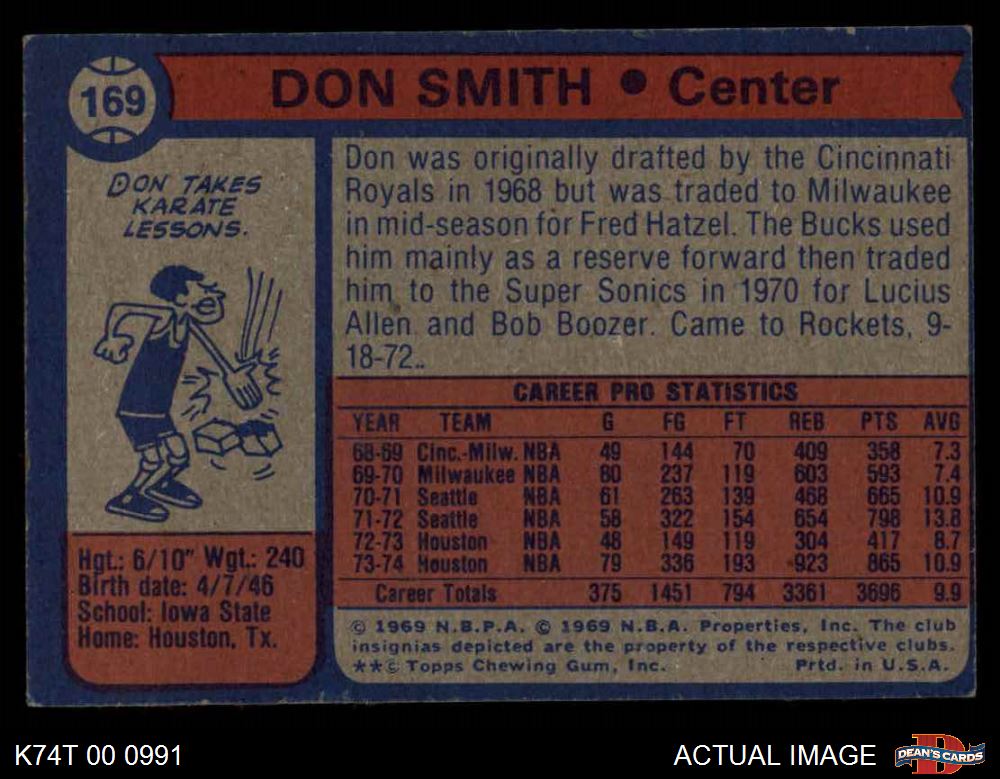 169
DON SMITH • Center
DON TAKES
KARATE
LESSONS.
Hgt.: 6/10" Wgt.: 240
Birth date: 4/7/46
School: Iowa State
Home: Houston, Tx.
Don was originally drafted by the Cincinnati
Royals in 1968 but was traded to Milwaukee
in mid-season for Fred Hatzel. The Bucks used
him mainly as a reserve forward then traded
him to the Super Sonics in 1970 for Lucius
Allen and Bob Boozer. Came to Rockets, 9-
18-72..
CAREER PRO STATISTICS
YEAR TEAM G FG FT REB PTS AVG
68-69 Cinc.-Milw. NBA 49 144 70 409 358 7.3
69-70 Milwaukee NBA 80 237 119 603 593 7.4
70-71 Seattle NBA 61 263 139 468 665 10.9
71-72 Seattle NBA 58 322 154 654 798 13.8
72-73 Houston NBA 48 149 119 304 417 8.7
73-74 Houston NBA 79 336 193 923 865 10.9
Career Totals 375 1451 794 3361 3696 9.9
© 1969 N.B.P.A. © 1969 N.B.A. Properties, Inc. The club
insignias depicted are the property of the respective clubs.
**© Topps Chewing Gum, Inc. Prtd. in U.S.A.
K74T 00 0991
ACTUAL IMAGE
D DEAN'S CARDS